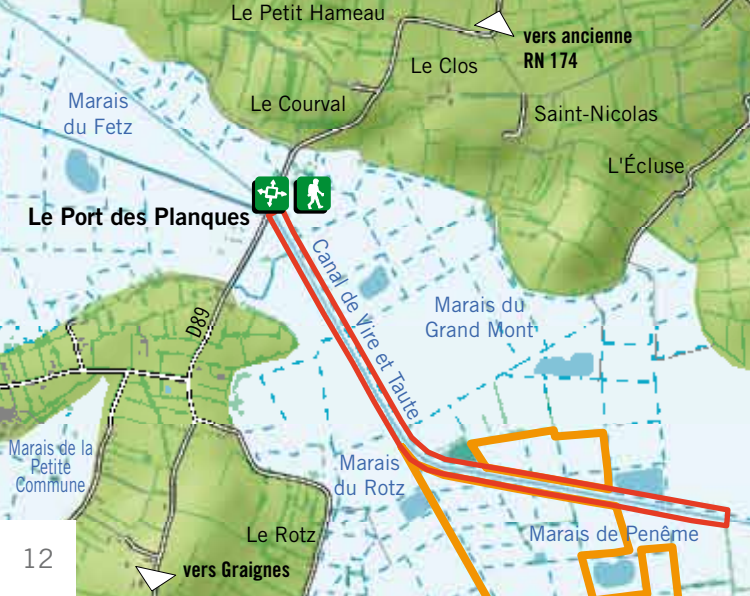 Le Petit Hameau
vers ancienne
RN 174
Le Clos
Marais
du Fetz
Le Courval
Saint-Nicolas
L'Écluse
Le Port des Planques
Canal de Vire et Taute
Marais du
Grand Mont
D89
Marais de la
Petite
Commune
Marais
du Rotz
Le Rotz
Marais de Penême
12
vers Graignes